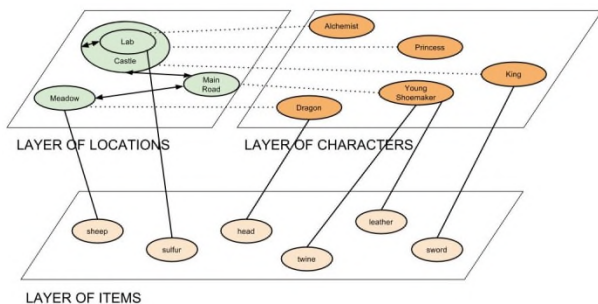 Alchemist
Lab
Princess
Castle
King
Main
Road
Young
Shoemaker
Meadow
Dragon
LAYER OF LOCATIONS
LAYER OF CHARACTERS
leather
sheep
head
sulfur
sword
twine
LAYER OF ITEMS